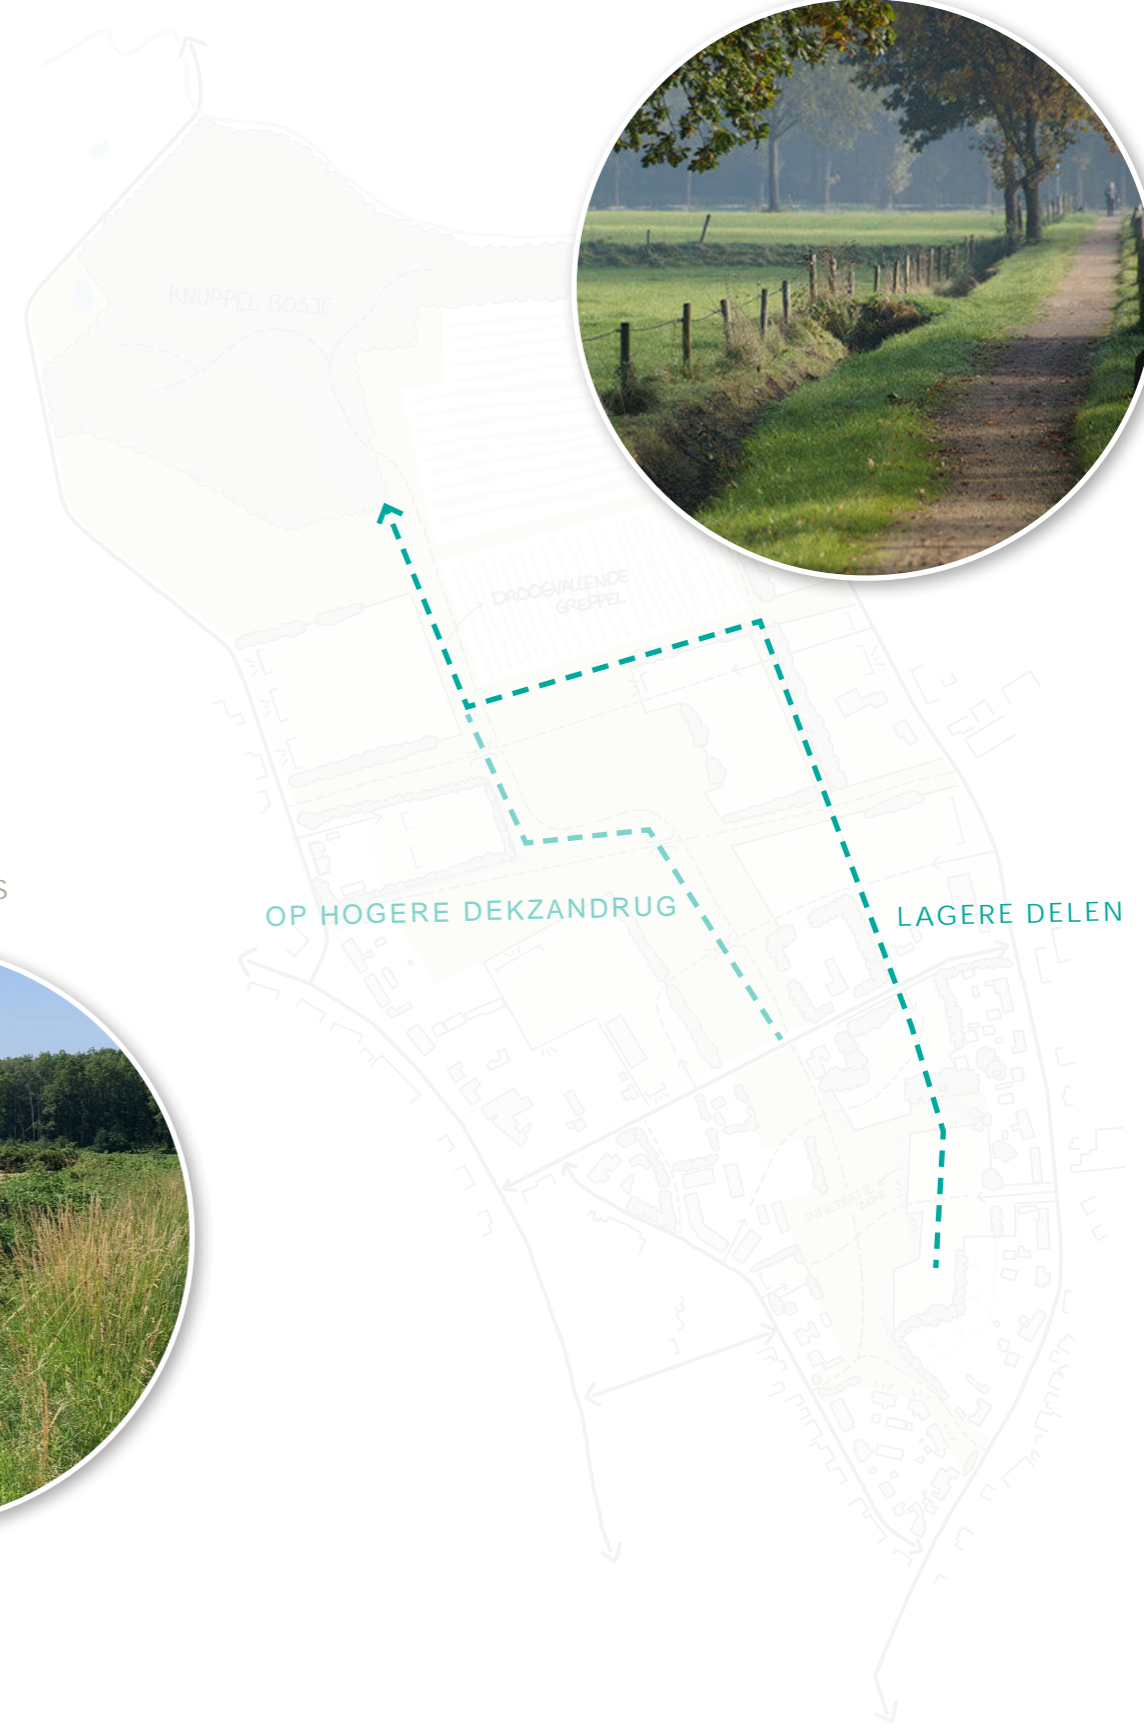 KNUPPEL BOSJE
DROOGVALLENDE
GREPPEL
S
OP HOGERE DEKZANDRUG
LAGERE DELEN
INFILTRATIE
ZONE